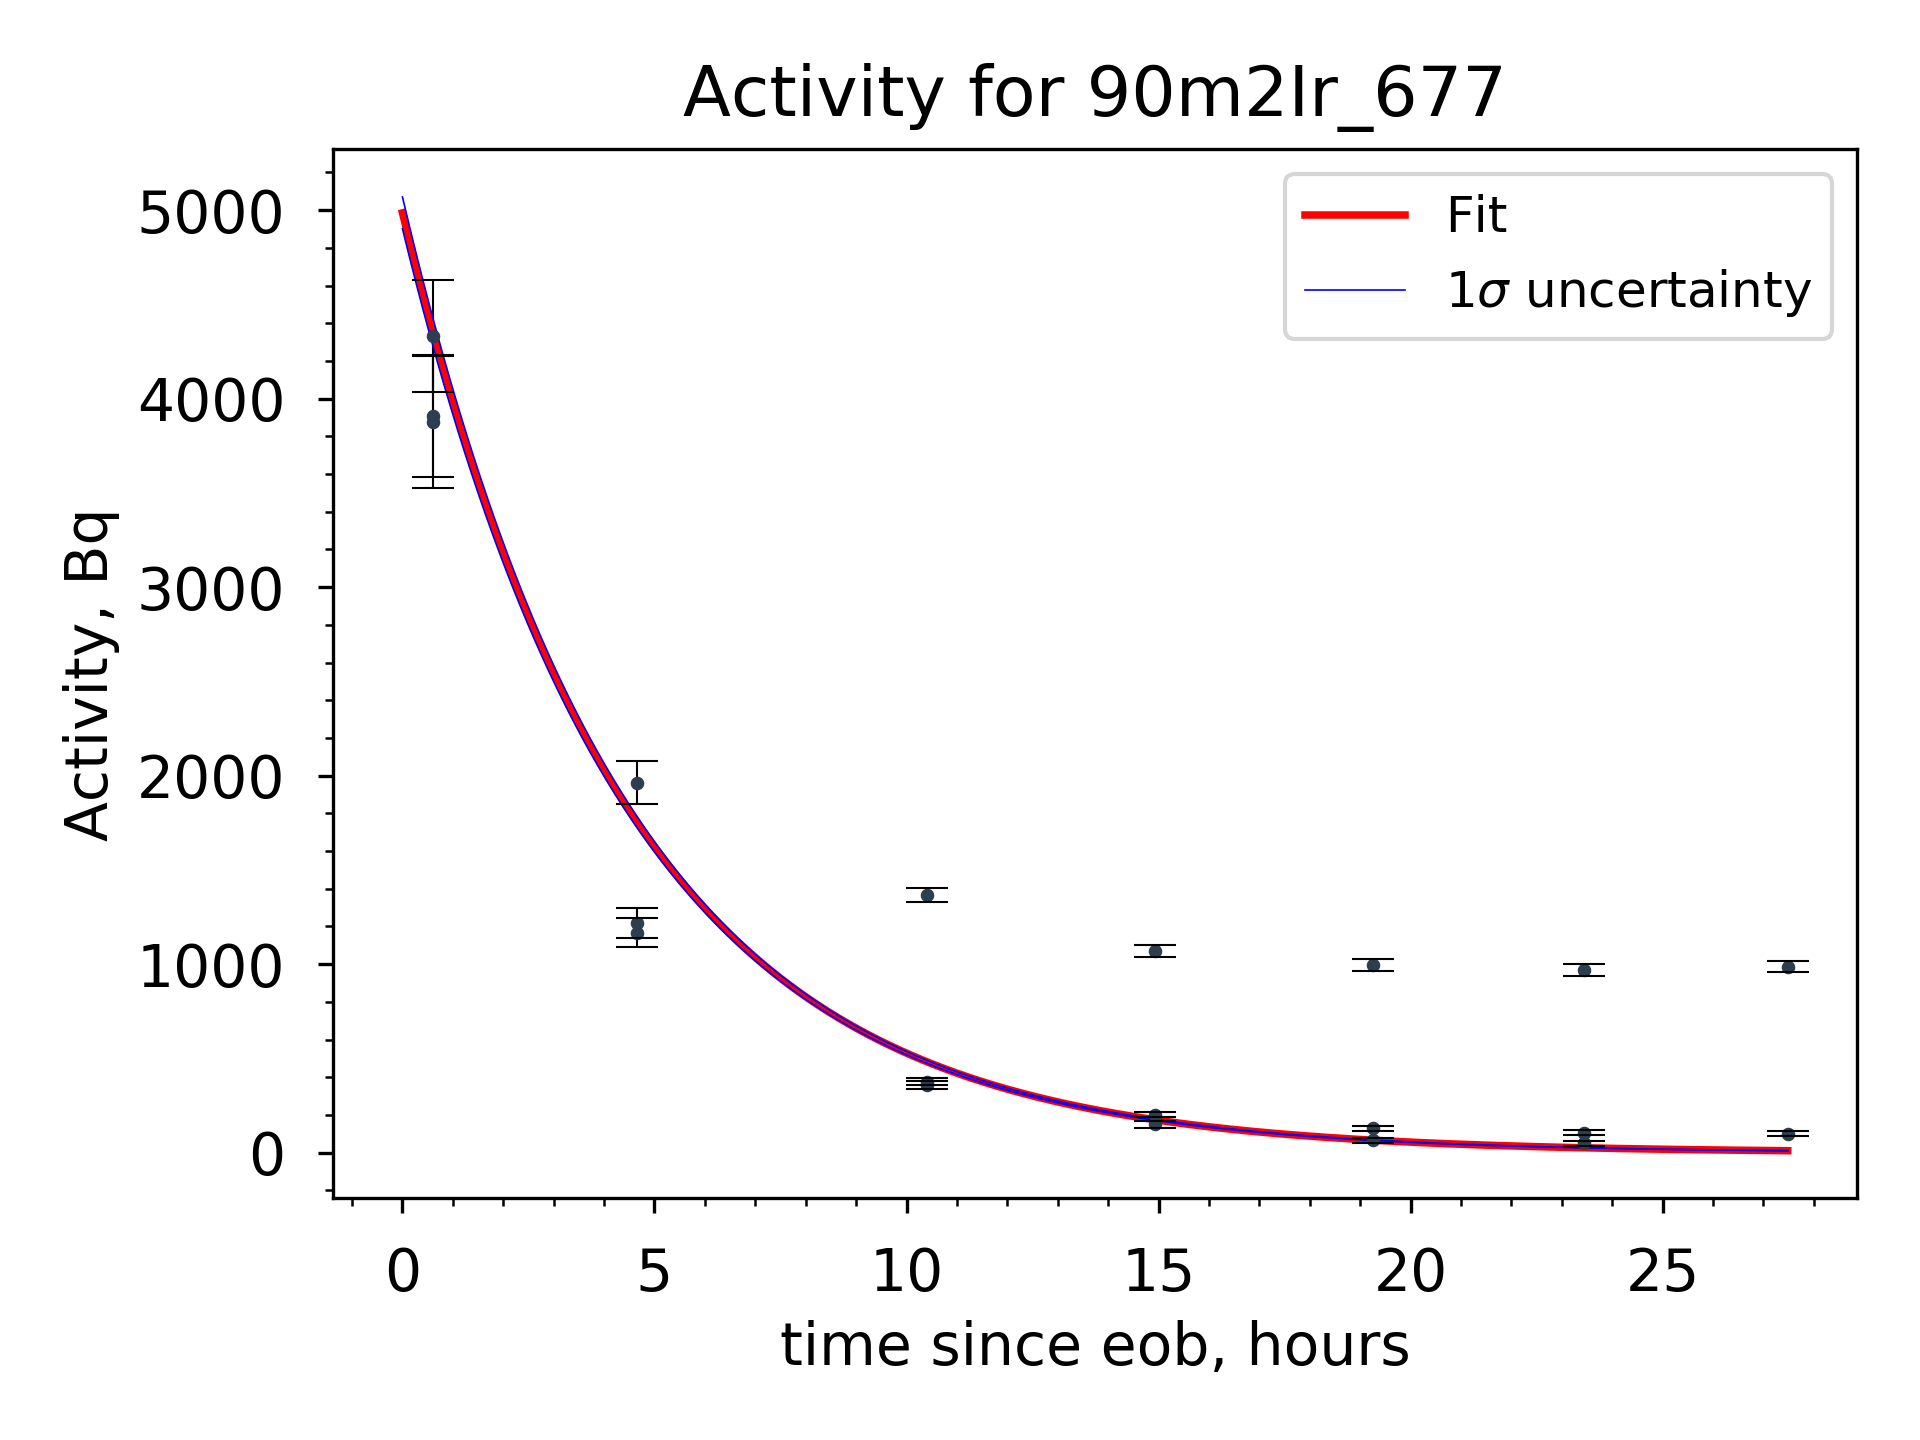 Activity for 90m2Ir_677
Fit
1σ uncertainty
Activity, Bq
5000
4000
3000
2000
1000
0
0 5 10 15 20 25
time since eob, hours